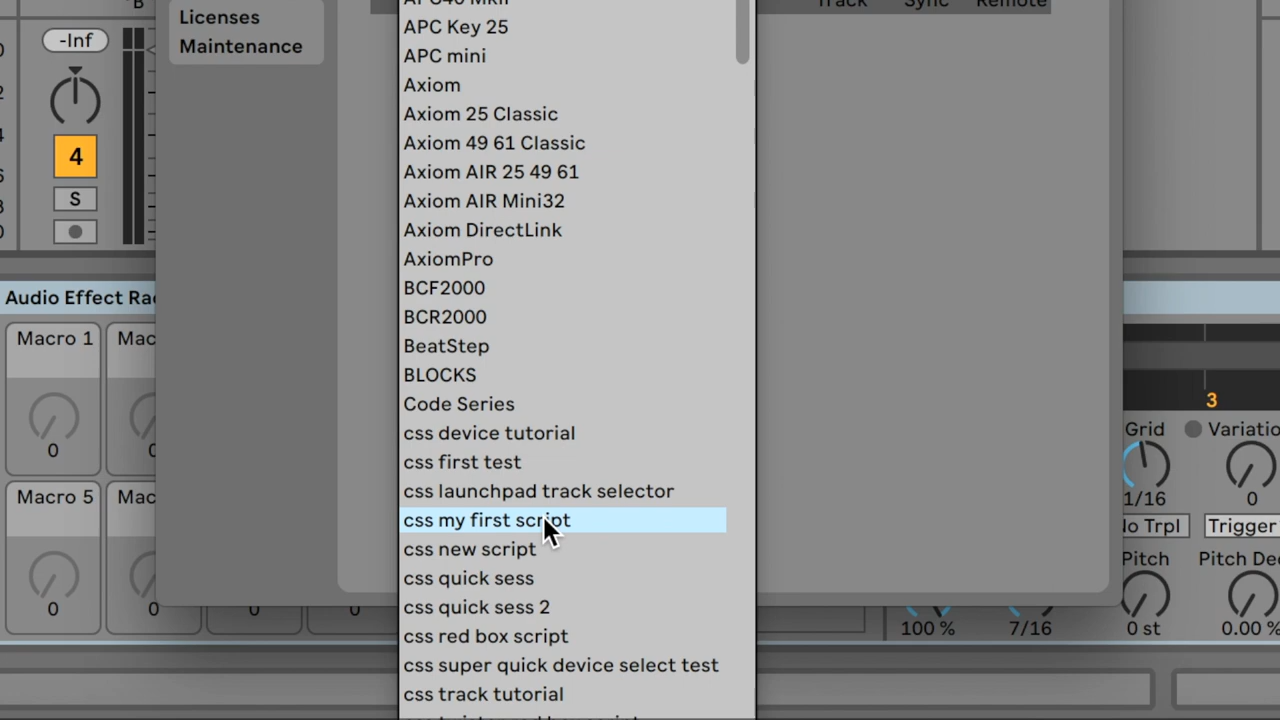 B
Licenses
Maintenance
-Inf
4
S
Track Sync Remote
APC40 MkII
APC Key 25
APC mini
Axiom
Axiom 25 Classic
Axiom 49 61 Classic
Axiom AIR 25 49 61
Axiom AIR Mini32
Axiom DirectLink
AxiomPro
BCF2000
BCR2000
BeatStep
BLOCKS
Code Series
css device tutorial
css first test
css launchpad track selector
css my first script
css new script
css quick sess
css quick sess 2
css red box script
css super quick device select test
css track tutorial
Audio Effect Ra
Macro 1
Mac
0
Macro 5
Mac
0
0
0
0
3
Grid
Variatio
1/16
0
No Trpl
Trigger
Pitch
Pitch De
100 %
7/16
0 st
0.00 %